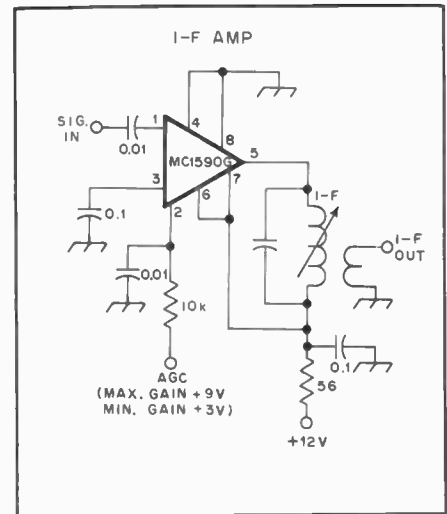 I-F AMP
SIG.
IN
0.01
1
4
8
MC1590G
5
7
3
6
2
0.1
0.01
10k
I-F
I-F
OUT
0.1
56
AGC
(MAX. GAIN +9V
MIN. GAIN +3V)
+12V